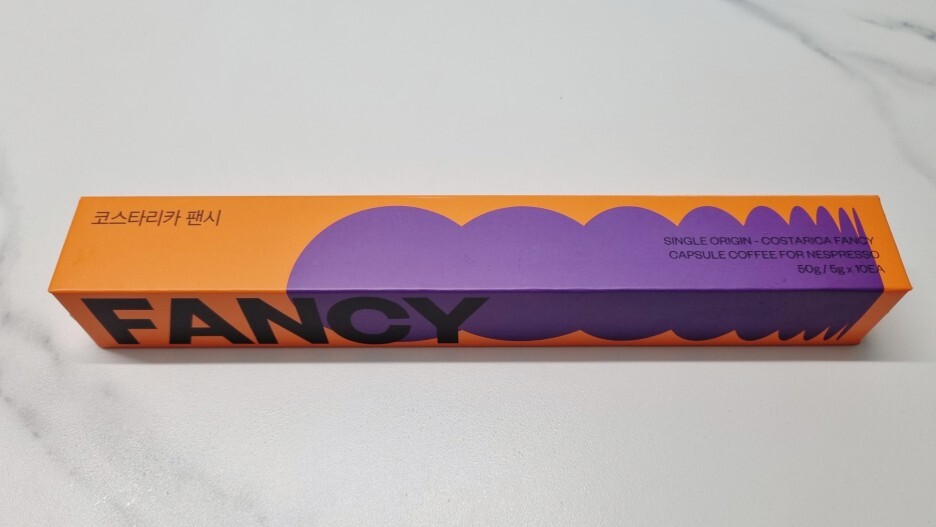 코스타리카 팬시
SINGLE ORIGIN - COSTARICA FANCY
CAPSULE COFFEE FOR NESPRESSO
50g / 5g x 10EA
FANCY